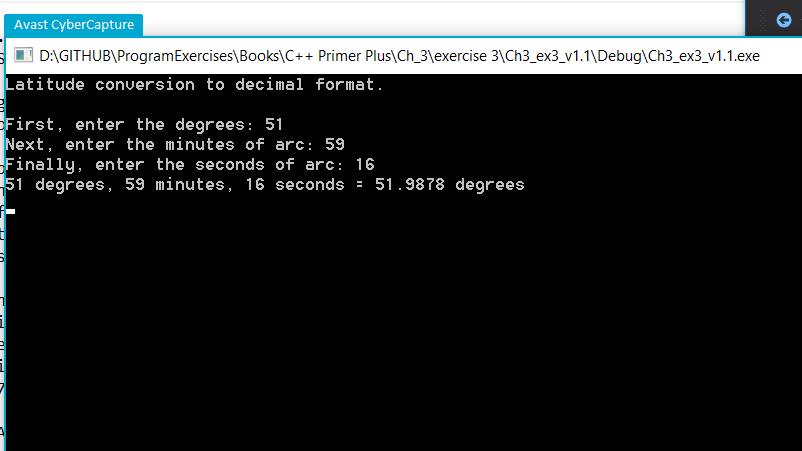 Avast CyberCapture
D:\GITHUB\ProgramExercises\Books\C++ Primer Plus\Ch_3\exercise 3\Ch3_ex3_v1.1\Debug\Ch3_ex3_v1.1.exe
Latitude conversion to decimal format.
First, enter the degrees: 51
Next, enter the minutes of arc: 59
Finally, enter the seconds of arc: 16
51 degrees, 59 minutes, 16 seconds = 51.9878 degrees